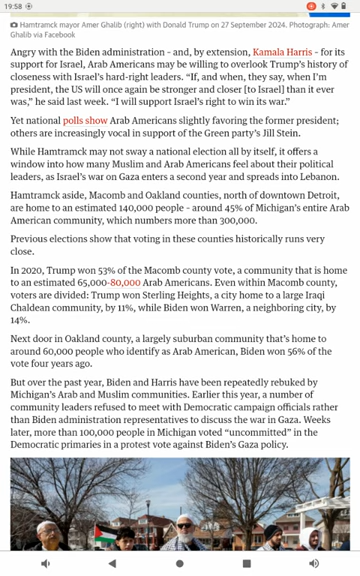 19:58
Hamtramck mayor Amer Ghalib (right) with Donald Trump on 27 September 2024. Photograph: Amer
Ghalib via Facebook
Angry with the Biden administration – and, by extension, Kamala Harris – for its
support for Israel, Arab Americans may be willing to overlook Trump's history
of closeness with Israel's hard-right leaders. "If, and when, they say, when I'm
president, the US will once again be stronger and closer [to Israel] than it ever
was," he said last week. "I will support Israel's right to win its war."
Yet national polls show Arab Americans slightly favoring the former president;
others are increasingly vocal in support of the Green party's Jill Stein.
While Hamtramck may not sway a national election all by itself, it offers a
window into how many Muslim and Arab Americans feel about their political
leaders, as Israel's war on Gaza enters a second year and spreads into Lebanon.
Hamtramck aside, Macomb and Oakland counties, north of downtown Detroit,
are home to an estimated 140,000 people – around 45% of Michigan's entire Arab
American community, which numbers more than 300,000.
Previous elections show that voting in these counties historically runs very
close.
In 2020, Trump won 53% of the Macomb county vote, a community that is home
to an estimated 65,000-80,000 Arab Americans. Even within Macomb county,
voters are divided: Trump won Sterling Heights, a city home to a large Iraqi
Chaldean community, by 11%, while Biden won Warren, a neighboring city, by
14%.
Next door in Oakland county, a largely suburban community that's home to
around 60,000 people who identify as Arab American, Biden won 56% of the
vote four years ago.
But over the past year, Biden and Harris have been repeatedly rebuked by
Michigan's Arab and Muslim communities. Earlier this year, a number of
community leaders refused to meet with Democratic campaign officials rather
than Biden administration representatives to discuss the war in Gaza. Weeks
later, more than 100,000 people in Michigan voted "uncommitted" in the
Democratic primaries in a protest vote against Biden's Gaza policy.